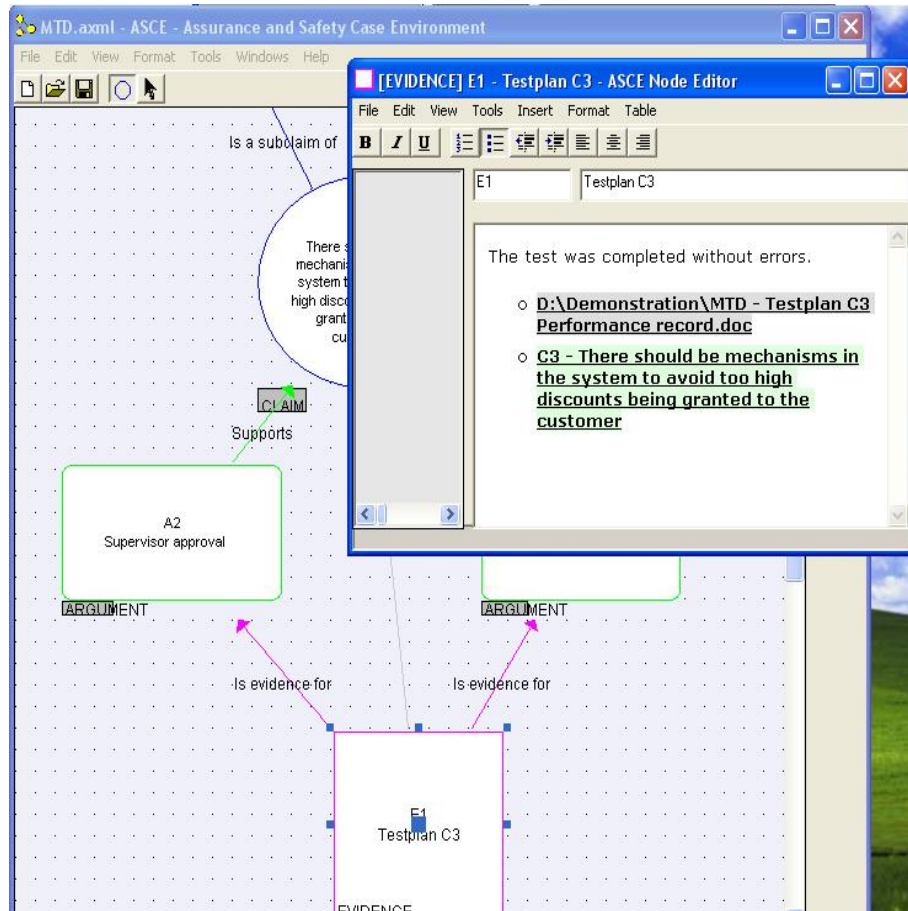 MTD.axml - ASCE - Assurance and Safety Case Environment
File Edit View Format Tools Windows Help
[EVIDENCE] E1 - Testplan C3 - ASCE Node Editor
File Edit View Tools Insert Format Table
B I U
E1
Testplan C3
The test was completed without errors.
D:\Demonstration\MTD - Testplan C3
Performance record.doc
C3 - There should be mechanisms in
the system to avoid too high
discounts being granted to the
customer
Is a subclaim of
There
mechani
system t
high disco
grant
cu
CLAIM
Supports
A2
Supervisor approval
ARGUMENT
ARGUMENT
Is evidence for
Is evidence for
E1
Testplan C3
EVIDENCE